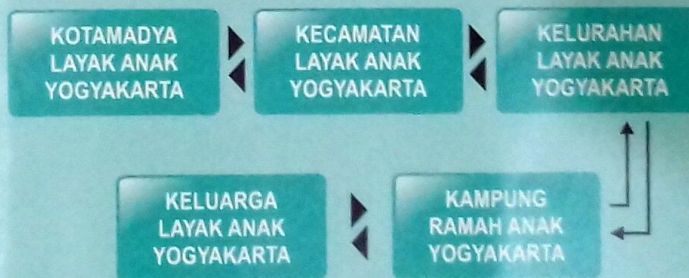 KOTAMADYA
LAYAK ANAK
YOGYAKARTA
KECAMATAN
LAYAK ANAK
YOGYAKARTA
KELURAHAN
LAYAK ANAK
YOGYAKARTA
KELUARGA
LAYAK ANAK
YOGYAKARTA
KAMPUNG
RAMAH ANAK
YOGYAKARTA